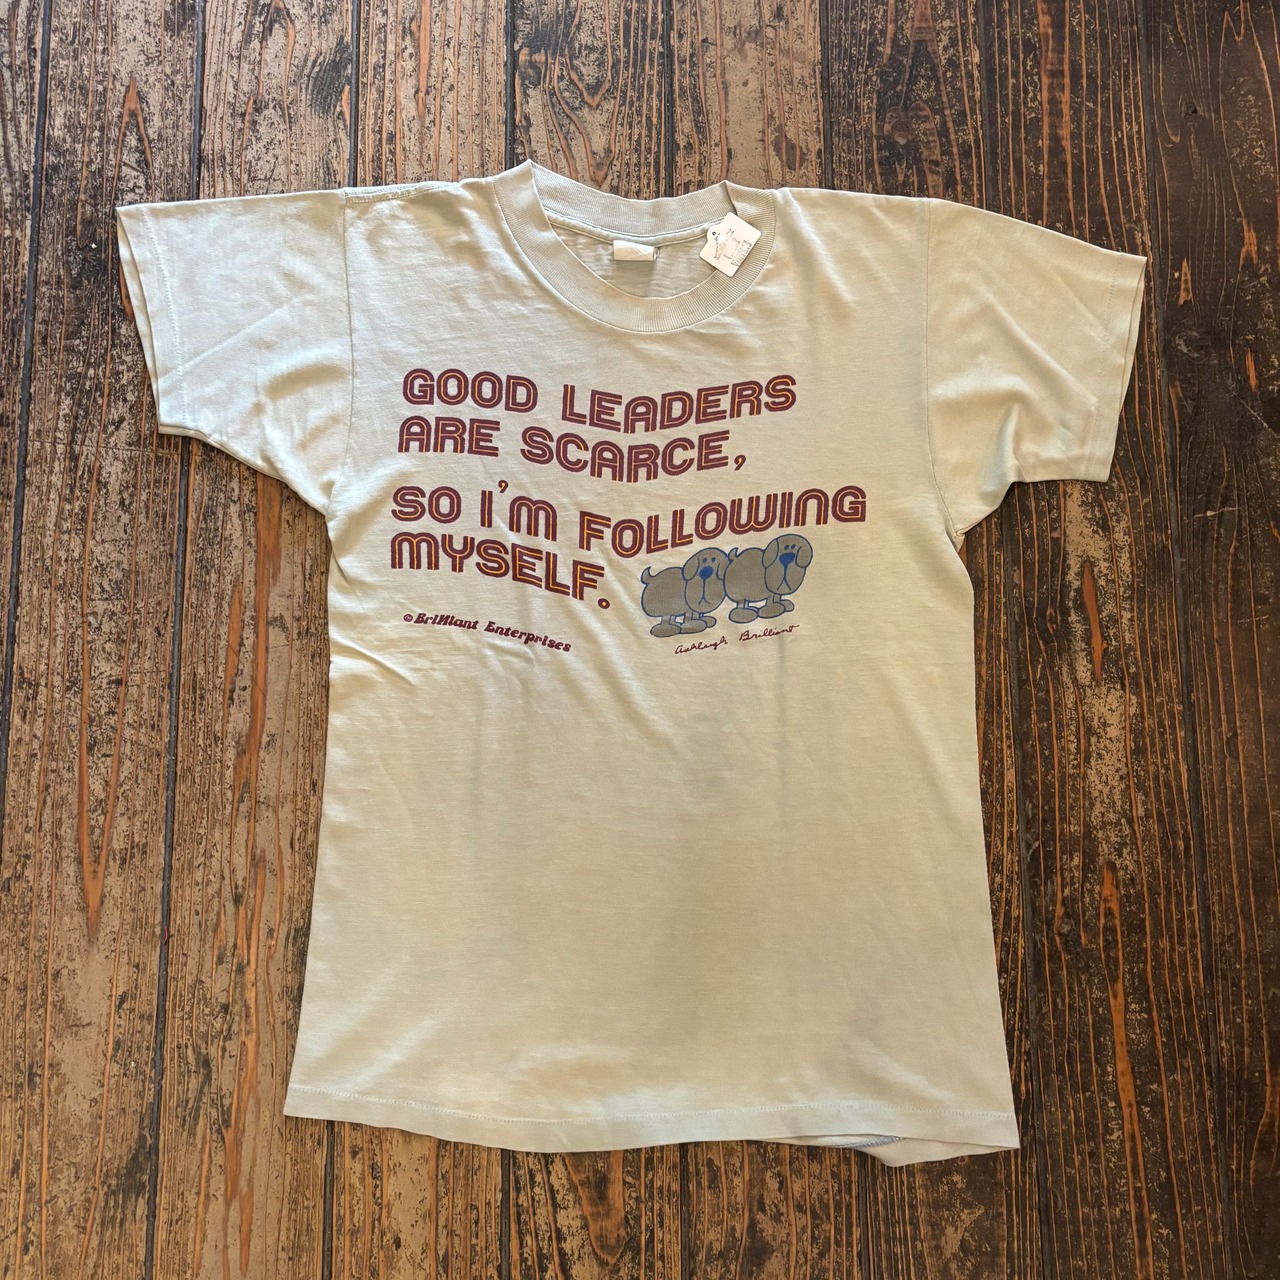 GOOD LEADERS
ARE SCARCE,
SO I'M FOLLOWING
MYSELF.
© Brilliant Enterprises
Ashleigh Brilliant